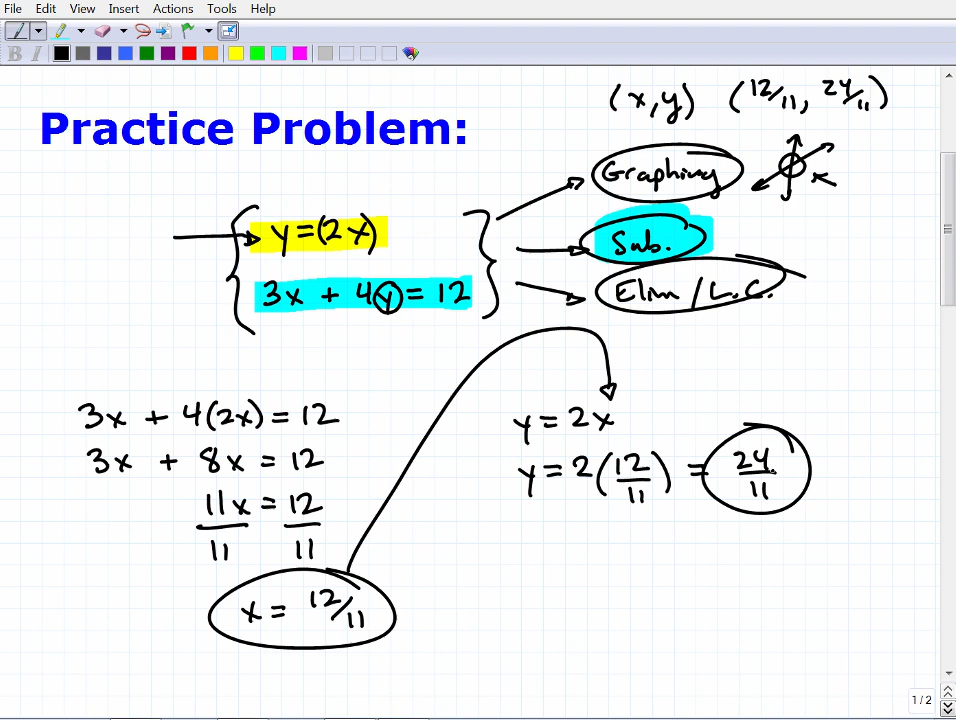 File Edit View Insert Actions Tools Help
B I
(x, y) (12/11, 24/11)
Practice Problem:
Graphing
y = (2x)
Sub.
3x + 4y = 12
Elim / L.C.
3x + 4(2x) = 12
y = 2x
3x + 8x = 12
y = 2(12/11) = 24/11
11x = 12
11 11
x = 12/11
1 / 2